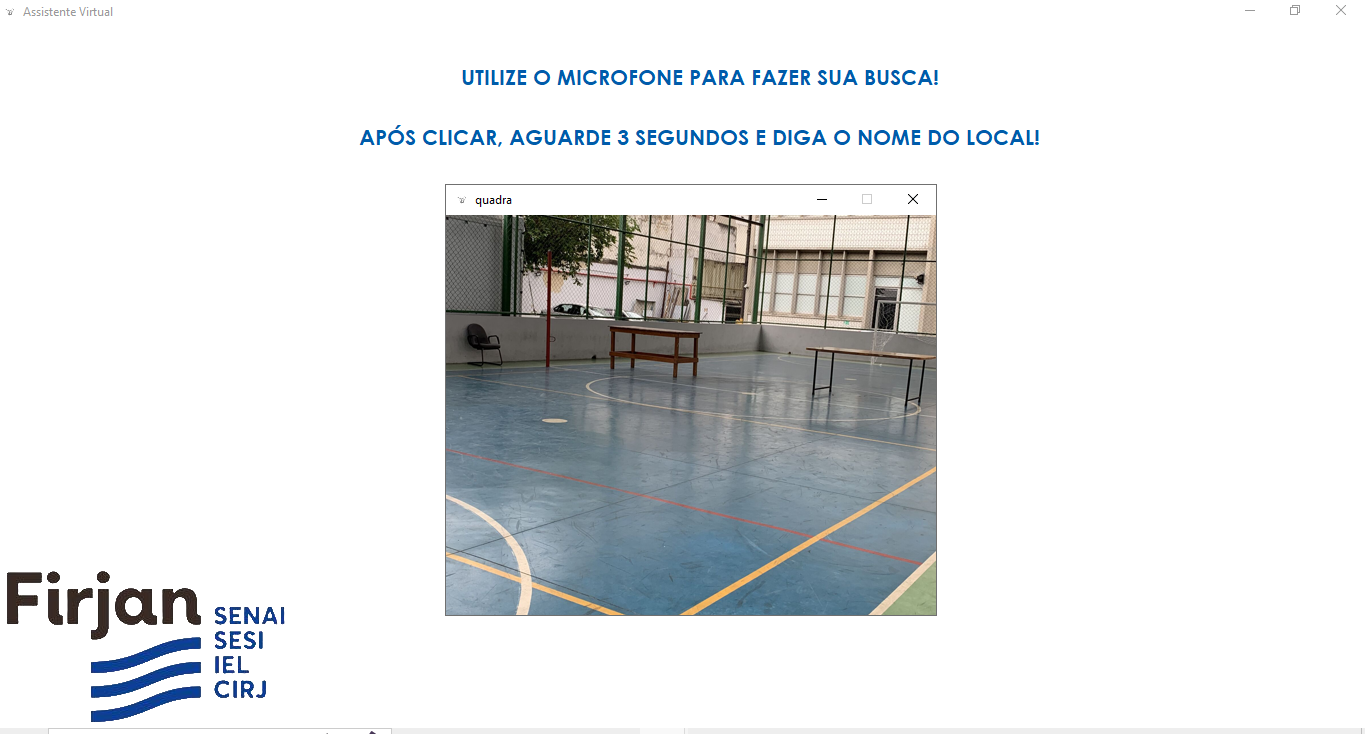 Assistente Virtual
UTILIZE O MICROFONE PARA FAZER SUA BUSCA!
APÓS CLICAR, AGUARDE 3 SEGUNDOS E DIGA O NOME DO LOCAL!
quadra
Firjan
SENAI
SESI
IEL
CIRJ